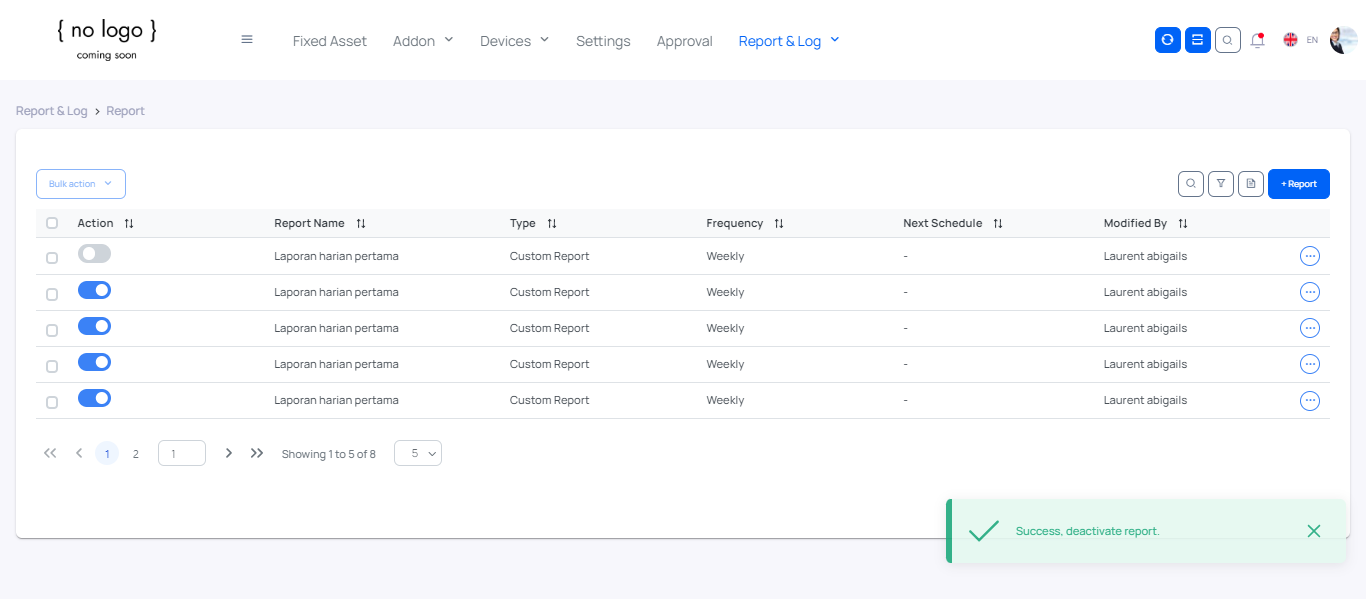 { no logo }
coming soon
Fixed Asset Addon Devices Settings Approval Report & Log EN
Report & Log > Report
Bulk action + Report
Action Report Name Type Frequency Next Schedule Modified By
Laporan harian pertama Custom Report Weekly - Laurent abigails
Laporan harian pertama Custom Report Weekly - Laurent abigails
Laporan harian pertama Custom Report Weekly - Laurent abigails
Laporan harian pertama Custom Report Weekly - Laurent abigails
Laporan harian pertama Custom Report Weekly - Laurent abigails
1 2 1 Showing 1 to 5 of 8 5
Success, deactivate report.